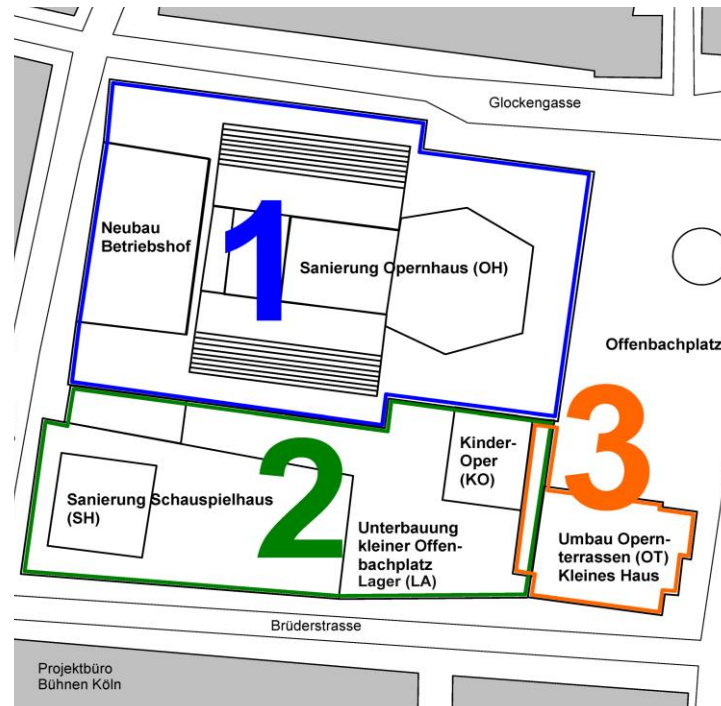 Glockengasse
Neubau
Betriebshof
1
Sanierung Opernhaus (OH)
Offenbachplatz
3
Kinder-
Oper
(KO)
2
Sanierung Schauspielhaus
(SH)
Unterbauung
kleiner Offen-
bachplatz
Lager (LA)
Umbau Opern-
terrassen (OT)
Kleines Haus
Brüderstrasse
Projektbüro
Bühnen Köln